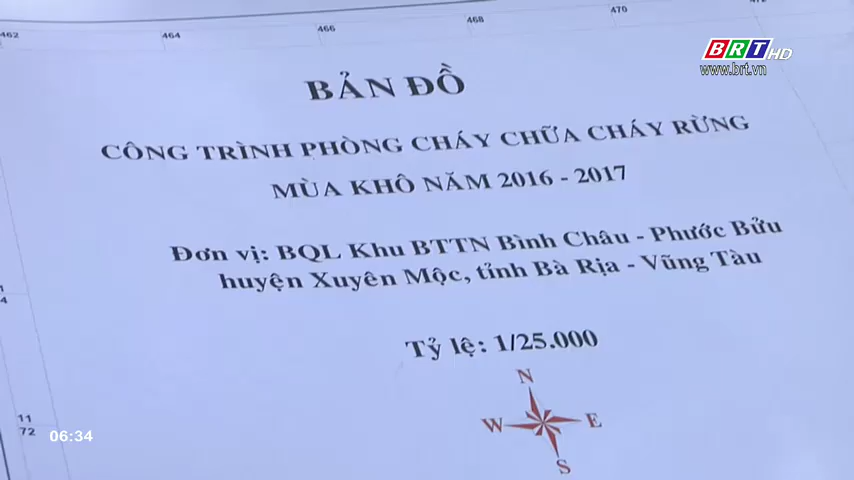 462
464
466
468
470
BRT HD
www.brt.vn
BẢN ĐỒ
CÔNG TRÌNH PHÒNG CHÁY CHỮA CHÁY RỪNG
MÙA KHÔ NĂM 2016 - 2017
Đơn vị: BQL Khu BTTN Bình Châu - Phước Bửu
huyện Xuyên Mộc, tỉnh Bà Rịa - Vũng Tàu
Tỷ lệ: 1/25.000
N
W E
S
11
72
06:34